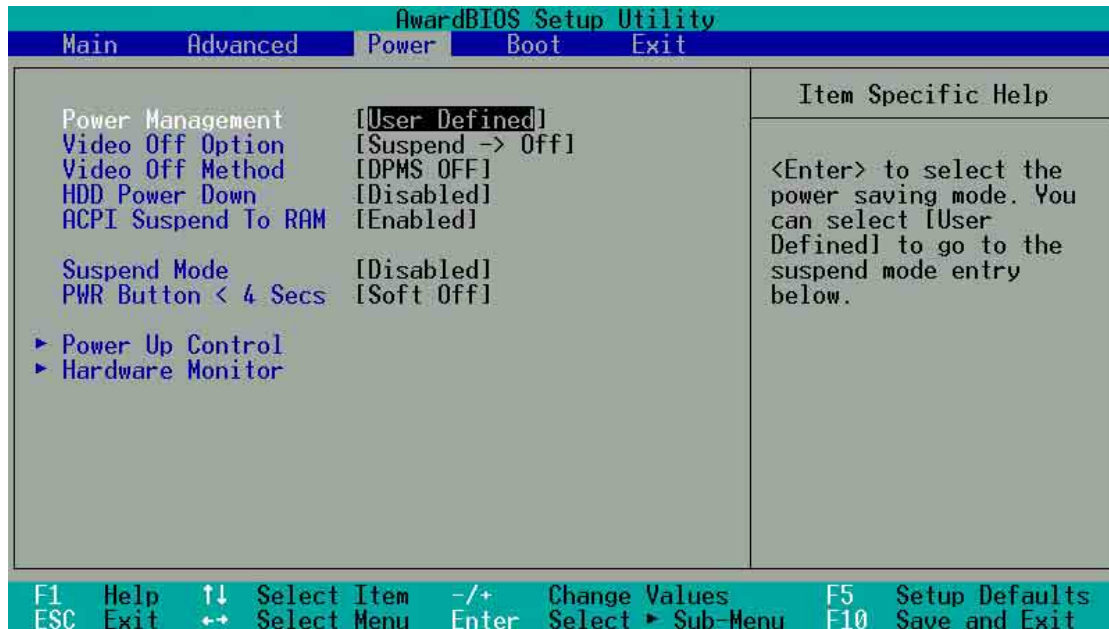 AwardBIOS Setup Utility
Main Advanced Power Boot Exit
Power Management [User Defined]
Video Off Option [Suspend -> Off]
Video Off Method [DPMS OFF]
HDD Power Down [Disabled]
ACPI Suspend To RAM [Enabled]
Suspend Mode [Disabled]
PWR Button < 4 Secs [Soft Off]
► Power Up Control
► Hardware Monitor
Item Specific Help
<Enter> to select the
power saving mode. You
can select [User
Defined] to go to the
suspend mode entry
below.
F1 Help ↑↓ Select Item -/+ Change Values F5 Setup Defaults
ESC Exit ←→ Select Menu Enter Select ► Sub-Menu F10 Save and Exit